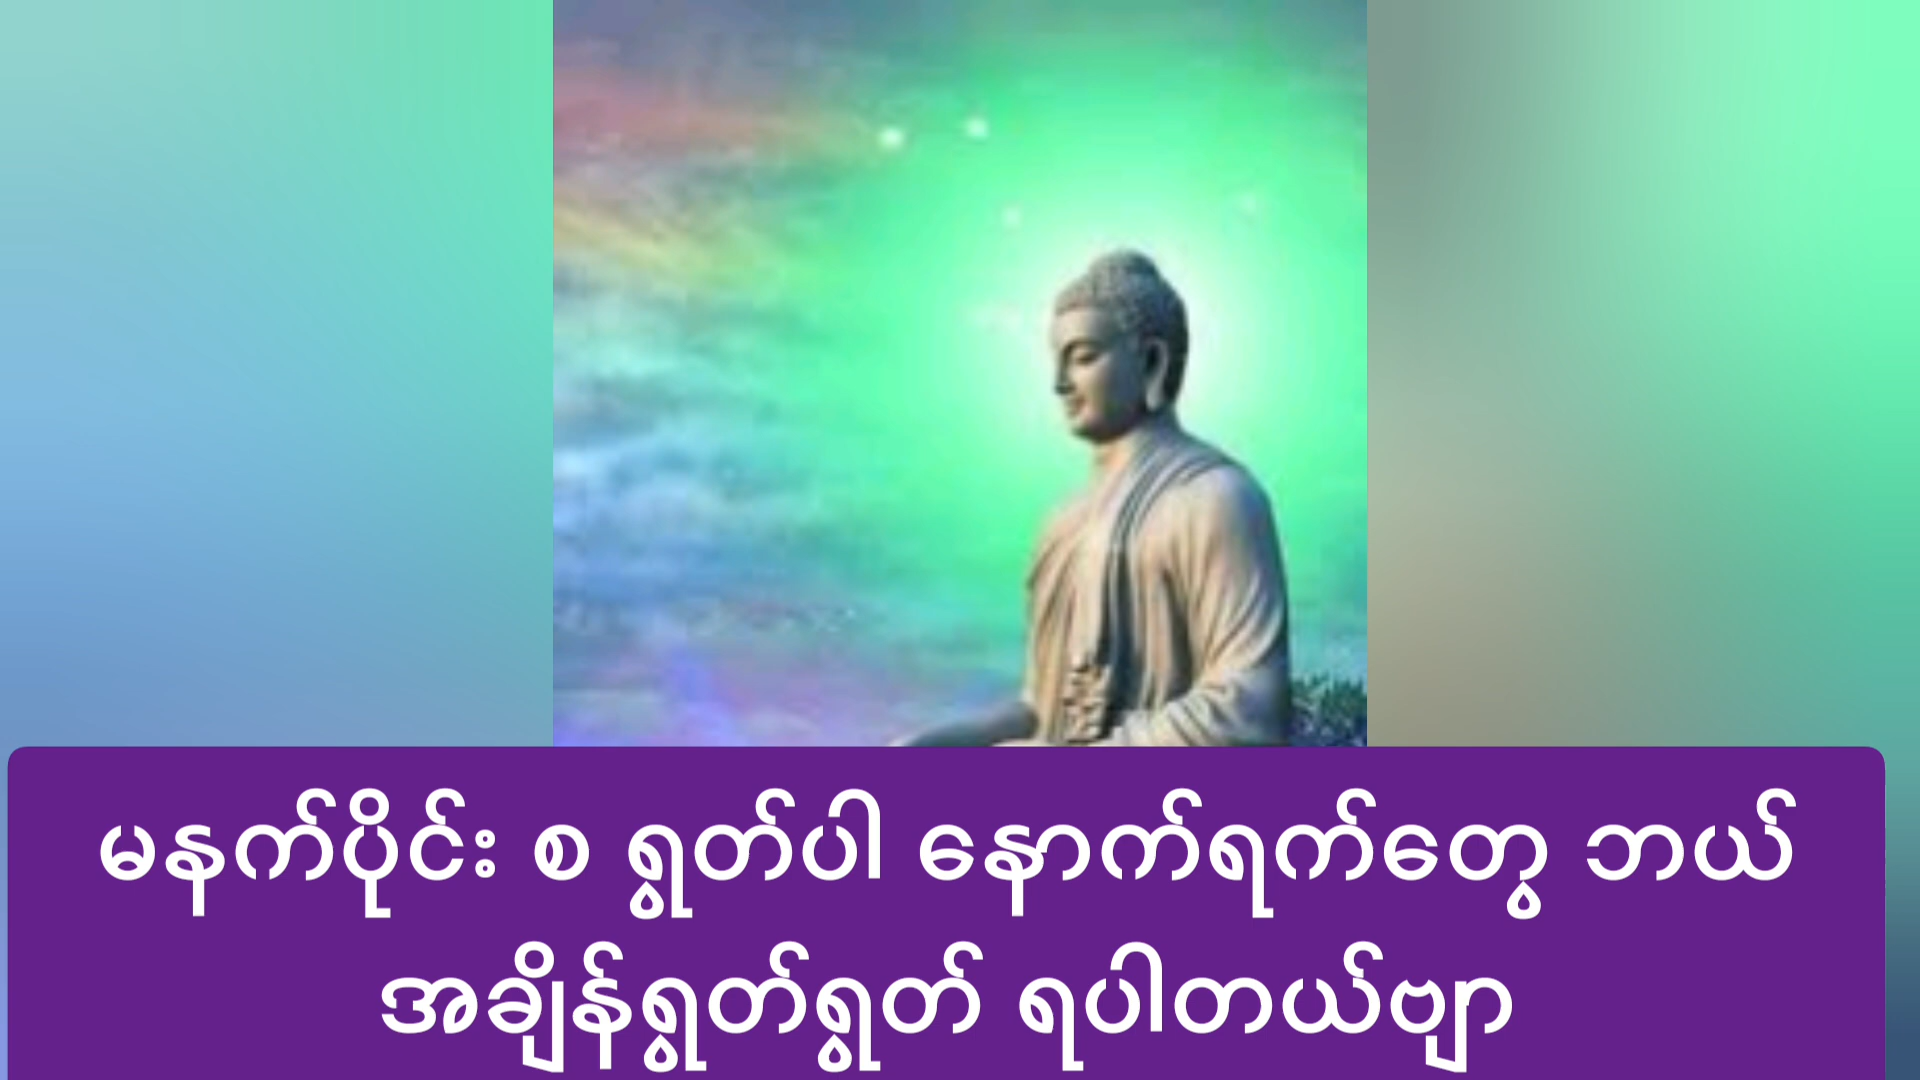 မနက်ပိုင်း စ ရွတ်ပါ နောက်ရက်တွေ ဘယ်
အချိန်ရွတ်ရွတ် ရပါတယ်ဗျာ